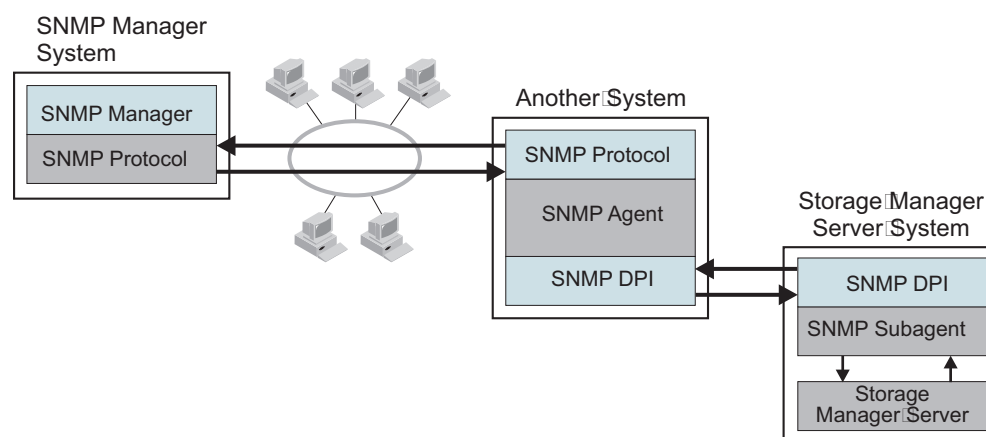 SNMP Manager
System
SNMP Manager
SNMP Protocol
Another System
SNMP Protocol
SNMP Agent
SNMP DPI
Storage Manager
Server System
SNMP DPI
SNMP Subagent
Storage
Manager Server